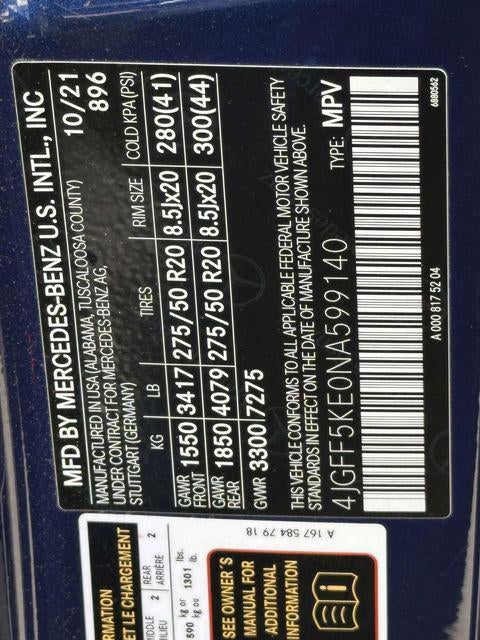 MFD BY MERCEDES-BENZ U.S. INTL., INC
MANUFACTURED IN USA (ALABAMA, TUSCALOOSA COUNTY) 10/21
UNDER CONTRACT FOR MERCEDES-BENZ AG, 896
STUTTGART (GERMANY)
KG LB TIRES RIM SIZE COLD KPA (PSI)
GAWR FRONT 1550 3417 275/50 R20 8.5Jx20 280(41)
GAWR REAR 1850 4079 275/50 R20 8.5Jx20 300(44)
GVWR 3300 7275
THIS VEHICLE CONFORMS TO ALL APPLICABLE FEDERAL MOTOR VEHICLE SAFETY
STANDARDS IN EFFECT ON THE DATE OF MANUFACTURE SHOWN ABOVE.
4JGFF5KE0NA599140 TYPE: MPV
A 000 817 52 04 6880562
RMATION
ET LE CHARGEMENT
MIDDLE 2 REAR 2
MILIEU ARRIÈRE
590 kg or 1301 lbs.
kg ou lb.
A 167 584 79 18
SEE OWNER'S
MANUAL FOR
ADDITIONAL
INFORMATION
i